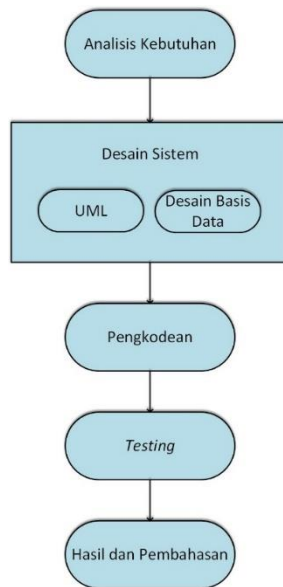 Analisis Kebutuhan
Desain Sistem
UML
Desain Basis
Data
Pengkodean
Testing
Hasil dan Pembahasan